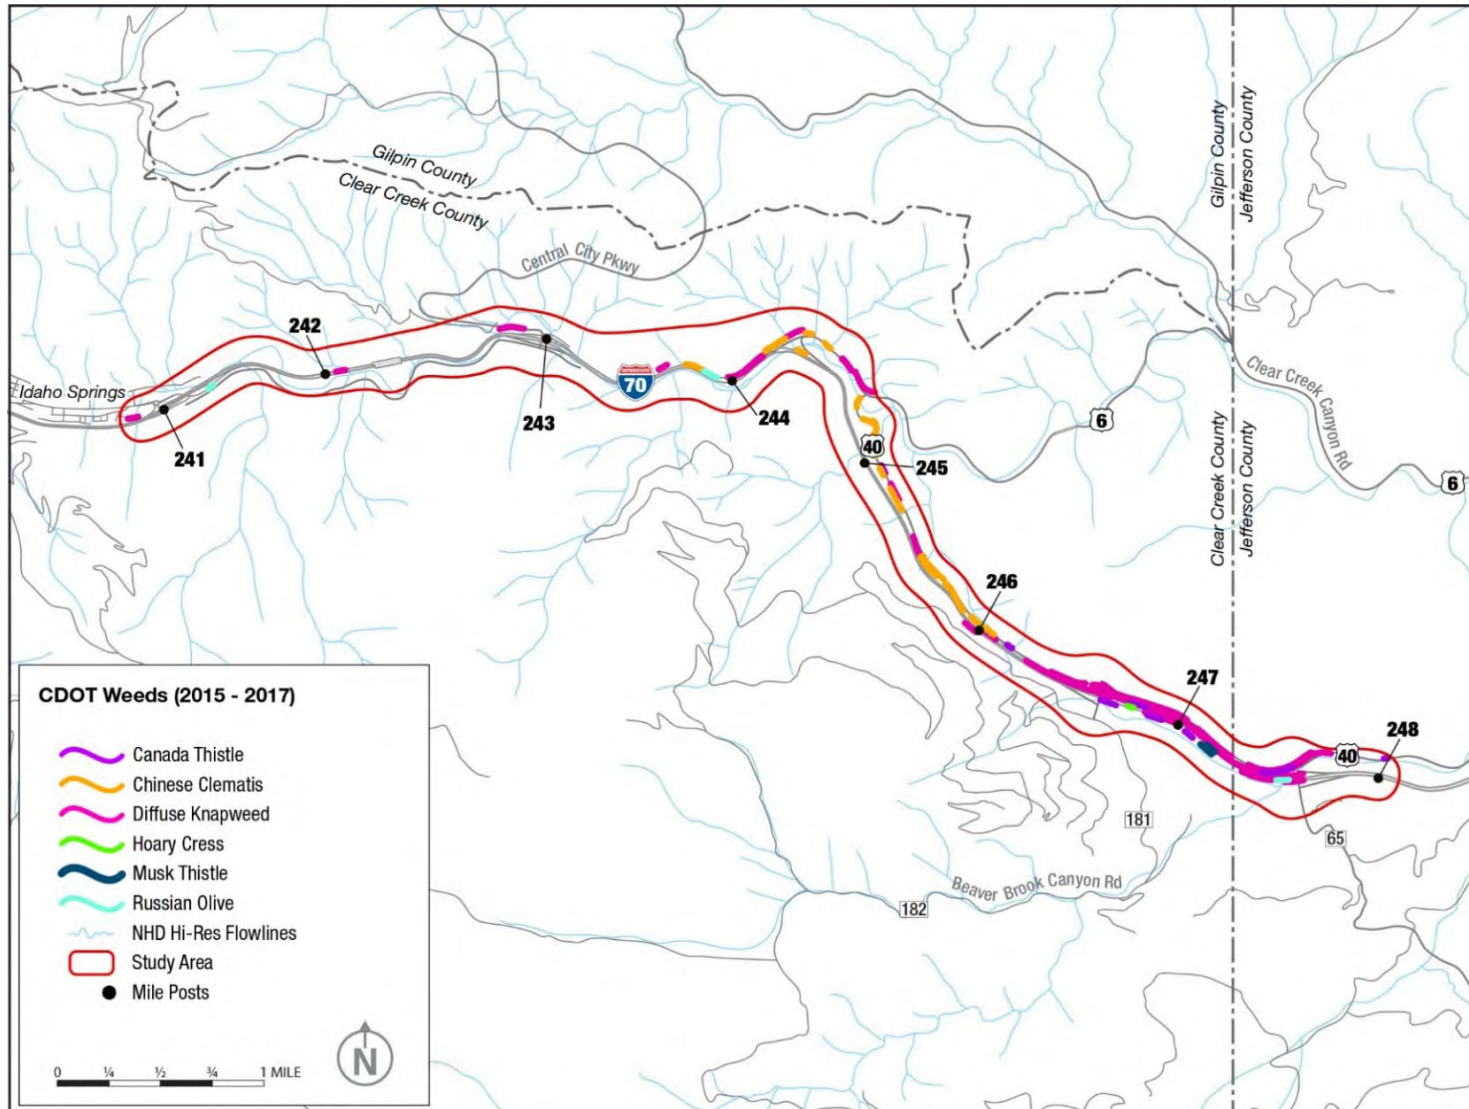 Gilpin County
Clear Creek County
Gilpin County
Jefferson County
Central City Pkwy
242
Idaho Springs
241
243
INTERSTATE
70
244
6
Clear Creek Canyon Rd
6
40
245
Clear Creek County
Jefferson County
246
247
248
40
181
65
Beaver Brook Canyon Rd
182
CDOT Weeds (2015 - 2017)
Canada Thistle
Chinese Clematis
Diffuse Knapweed
Hoary Cress
Musk Thistle
Russian Olive
NHD Hi-Res Flowlines
Study Area
Mile Posts
N
0 ¼ ½ ¾ 1 MILE